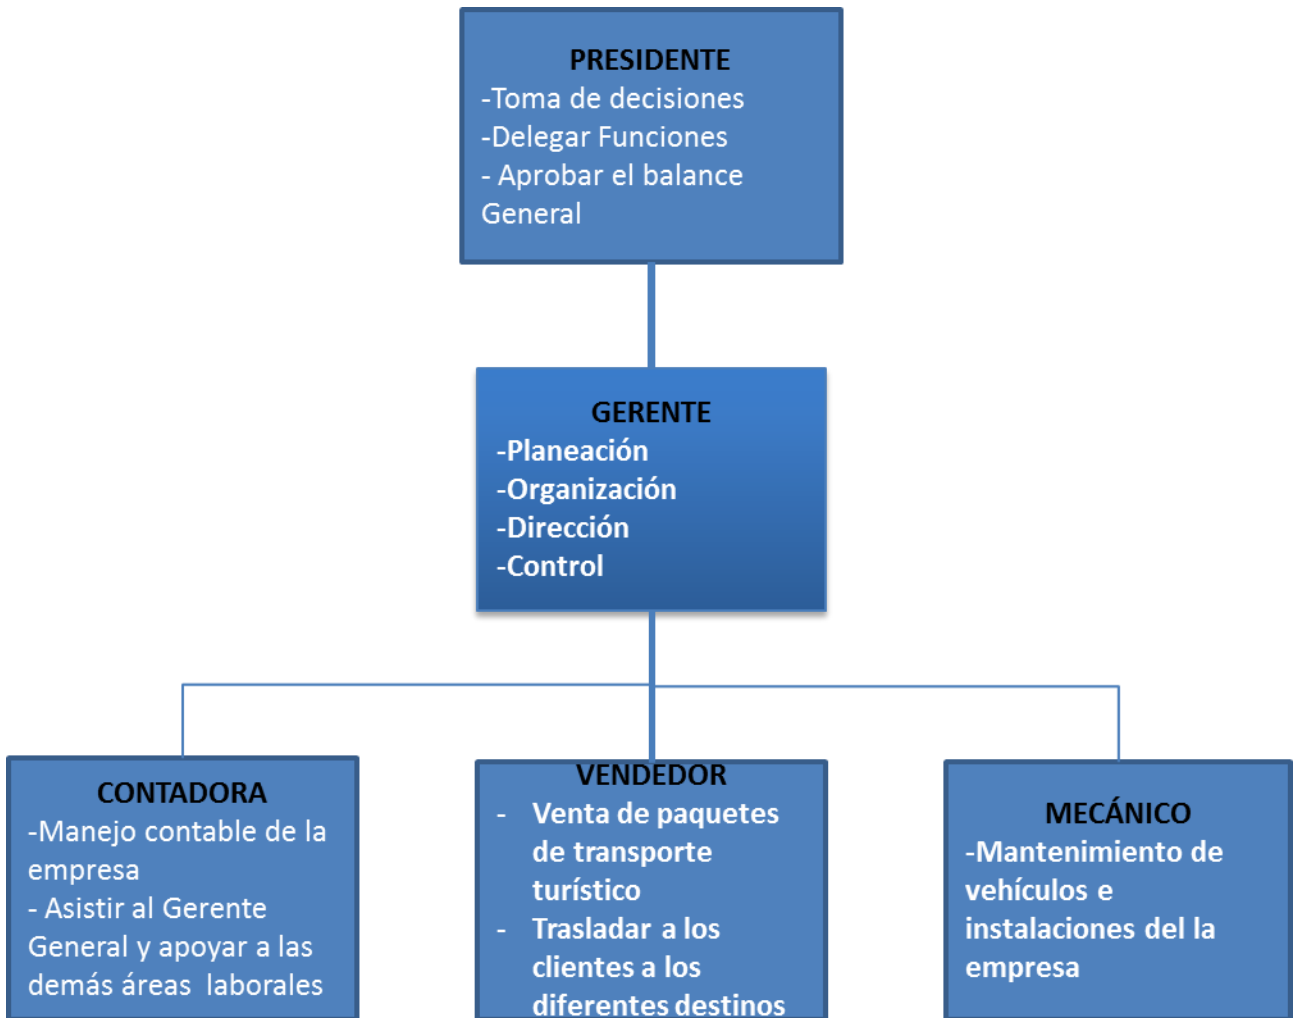 PRESIDENTE
-Toma de decisiones
-Delegar Funciones
- Aprobar el balance
General
GERENTE
-Planeación
-Organización
-Dirección
-Control
CONTADORA
-Manejo contable de la
empresa
- Asistir al Gerente
General y apoyar a las
demás áreas laborales
VENDEDOR
- Venta de paquetes
de transporte
turístico
- Trasladar a los
clientes a los
diferentes destinos
MECÁNICO
-Mantenimiento de
vehículos e
instalaciones del la
empresa